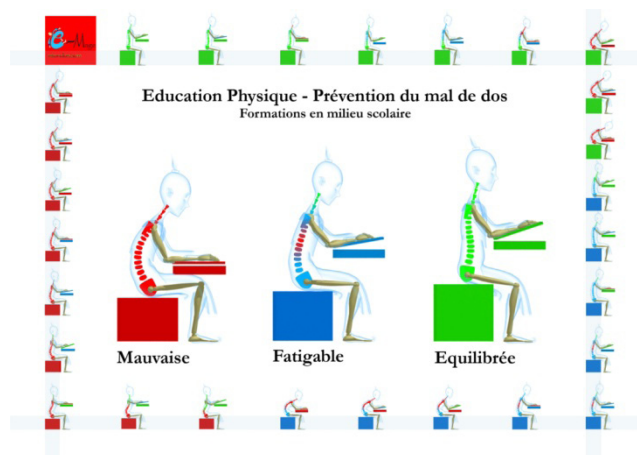 Education Physique - Prévention du mal de dos
Formations en milieu scolaire
Mauvaise
Fatigable
Equilibrée